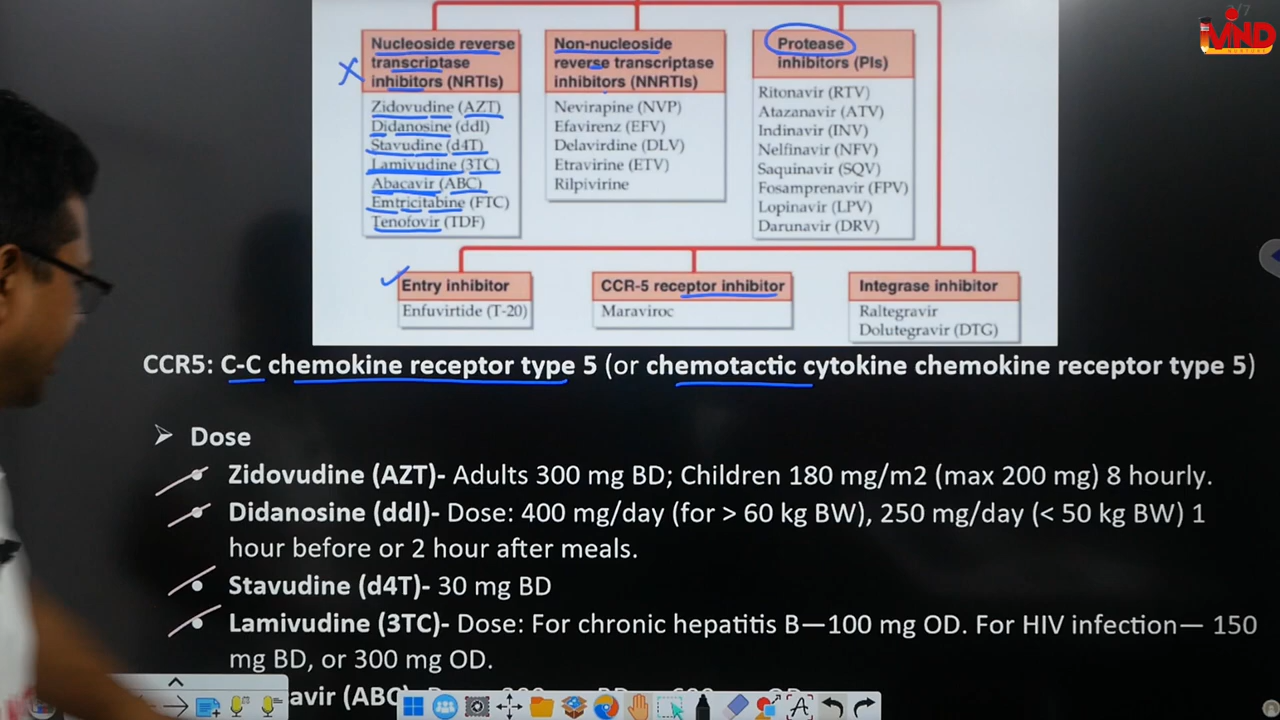 Nucleoside reverse
transcriptase
inhibitors (NRTIs)
Zidovudine (AZT)
Didanosine (ddI)
Stavudine (d4T)
Lamivudine (3TC)
Abacavir (ABC)
Emtricitabine (FTC)
Tenofovir (TDF)
Non-nucleoside
reverse transcriptase
inhibitors (NNRTIs)
Nevirapine (NVP)
Efavirenz (EFV)
Delavirdine (DLV)
Etravirine (ETV)
Rilpivirine
Protease
inhibitors (PIs)
Ritonavir (RTV)
Atazanavir (ATV)
Indinavir (INV)
Nelfinavir (NFV)
Saquinavir (SQV)
Fosamprenavir (FPV)
Lopinavir (LPV)
Darunavir (DRV)
Entry inhibitor
Enfuvirtide (T-20)
CCR-5 receptor inhibitor
Maraviroc
Integrase inhibitor
Raltegravir
Dolutegravir (DTG)
CCR5: C-C chemokine receptor type 5 (or chemotactic cytokine chemokine receptor type 5)
➢ Dose
• Zidovudine (AZT)- Adults 300 mg BD; Children 180 mg/m2 (max 200 mg) 8 hourly.
• Didanosine (ddI)- Dose: 400 mg/day (for > 60 kg BW), 250 mg/day (< 50 kg BW) 1
hour before or 2 hour after meals.
• Stavudine (d4T)- 30 mg BD
• Lamivudine (3TC)- Dose: For chronic hepatitis B—100 mg OD. For HIV infection— 150
mg BD, or 300 mg OD.
avir (ABC)